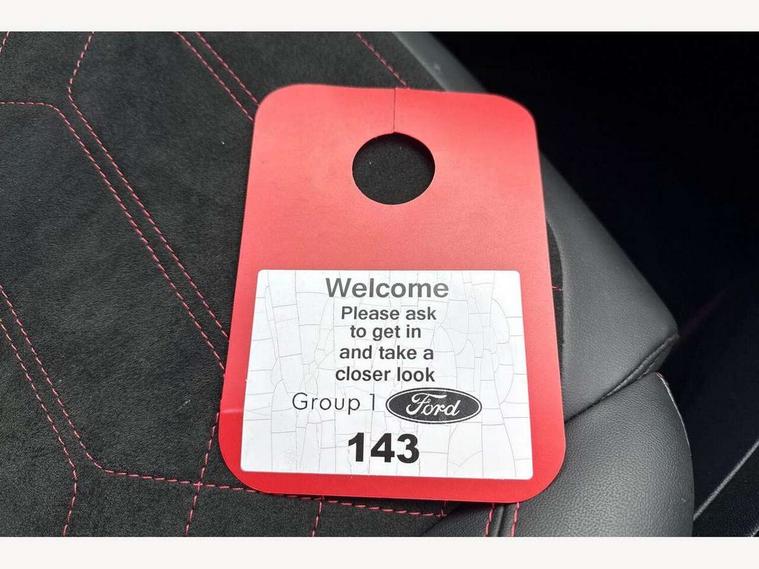 Welcome
Please ask
to get in
and take a
closer look
Group 1 Ford
143